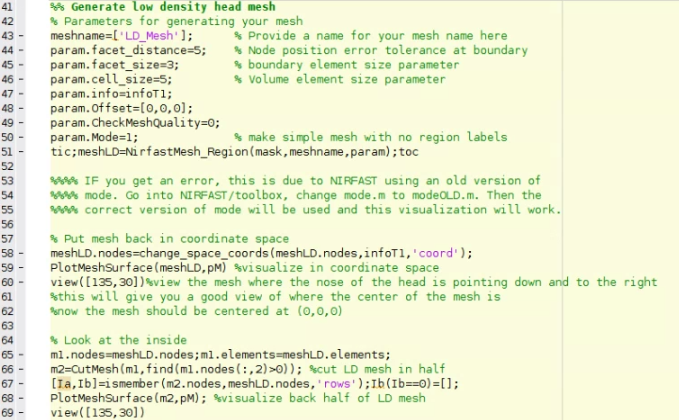 41 %% Generate low density head mesh
42 % Parameters for generating your mesh
43 - meshname=['LD_Mesh']; % Provide a name for your mesh name here
44 - param.facet_distance=5; % Node position error tolerance at boundary
45 - param.facet_size=3; % boundary element size parameter
46 - param.cell_size=5; % Volume element size parameter
47 - param.info=infoT1;
48 - param.Offset=[0,0,0];
49 - param.CheckMeshQuality=0;
50 - param.Mode=1; % make simple mesh with no region labels
51 - tic;meshLD=NirfastMesh_Region(mask,meshname,param);toc
52
53 %%%% IF you get an error, this is due to NIRFAST using an old version of
54 %%%% mode. Go into NIRFAST/toolbox, change mode.m to modeOLD.m. Then the
55 %%%% correct version of mode will be used and this visualization will work.
56
57 % Put mesh back in coordinate space
58 - meshLD.nodes=change_space_coords(meshLD.nodes,infoT1,'coord');
59 - PlotMeshSurface(meshLD,pM) %visualize in coordinate space
60 - view([135,30])%view the mesh where the nose of the head is pointing down and to the right
61 %this will give you a good view of where the center of the mesh is
62 %now the mesh should be centered at (0,0,0)
63
64 % Look at the inside
65 - m1.nodes=meshLD.nodes;m1.elements=meshLD.elements;
66 - m2=CutMesh(m1,find(m1.nodes(:,2)>0)); %cut LD mesh in half
67 - [Ia,Ib]=ismember(m2.nodes,meshLD.nodes,'rows');Ib(Ib==0)=[];
68 - PlotMeshSurface(m2,pM); %visualize back half of LD mesh
69 - view([135,30])